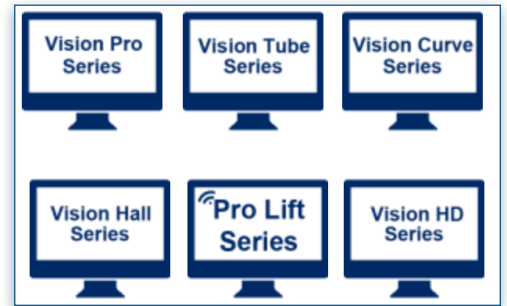 Vision Pro
Series
Vision Tube
Series
Vision Curve
Series
Vision Hall
Series
Pro Lift
Series
Vision HD
Series